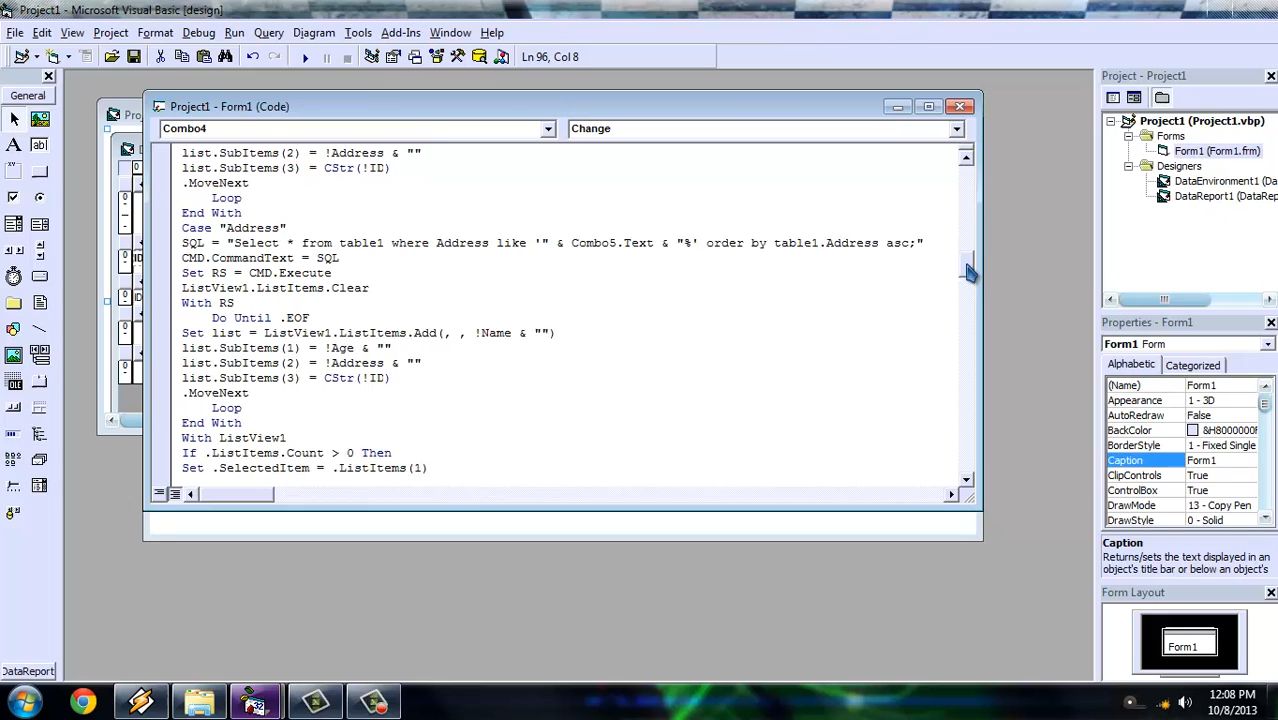 Project1 - Microsoft Visual Basic [design]
File Edit View Project Format Debug Run Query Diagram Tools Add-Ins Window Help
Ln 96, Col 8
General
Project1 - Form1 (Code)
Combo4
Change
list.SubItems(2) = !Address & ""
list.SubItems(3) = CStr(!ID)
.MoveNext
Loop
End With
Case "Address"
SQL = "Select * from table1 where Address like '" & Combo5.Text & "%' order by table1.Address asc;"
CMD.CommandText = SQL
Set RS = CMD.Execute
ListView1.ListItems.Clear
With RS
Do Until .EOF
Set list = ListView1.ListItems.Add(, , !Name & "")
list.SubItems(1) = !Age & ""
list.SubItems(2) = !Address & ""
list.SubItems(3) = CStr(!ID)
.MoveNext
Loop
End With
With ListView1
If .ListItems.Count > 0 Then
Set .SelectedItem = .ListItems(1)
Project - Project1
Project1 (Project1.vbp)
Forms
Form1 (Form1.frm)
Designers
DataEnvironment1 (Da
DataReport1 (DataRepo
Properties - Form1
Form1 Form
Alphabetic Categorized
(Name) Form1
Appearance 1 - 3D
AutoRedraw False
BackColor &H8000000F
BorderStyle 1 - Fixed Single
Caption Form1
ClipControls True
ControlBox True
DrawMode 13 - Copy Pen
DrawStyle 0 - Solid
Caption
Returns/sets the text displayed in
an object's title bar or below an object's
Form Layout
Form1
DataReport
12:08 PM
10/8/2013